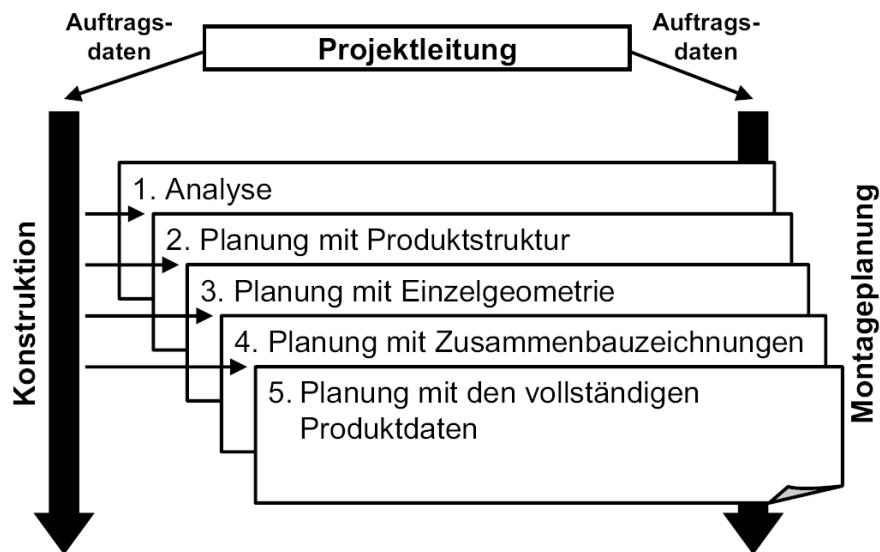 Auftrags-
daten
Projektleitung
Auftrags-
daten
Konstruktion
1. Analyse
2. Planung mit Produktstruktur
3. Planung mit Einzelgeometrie
4. Planung mit Zusammenbauzeichnungen
5. Planung mit den vollständigen
Produktdaten
Montageplanung